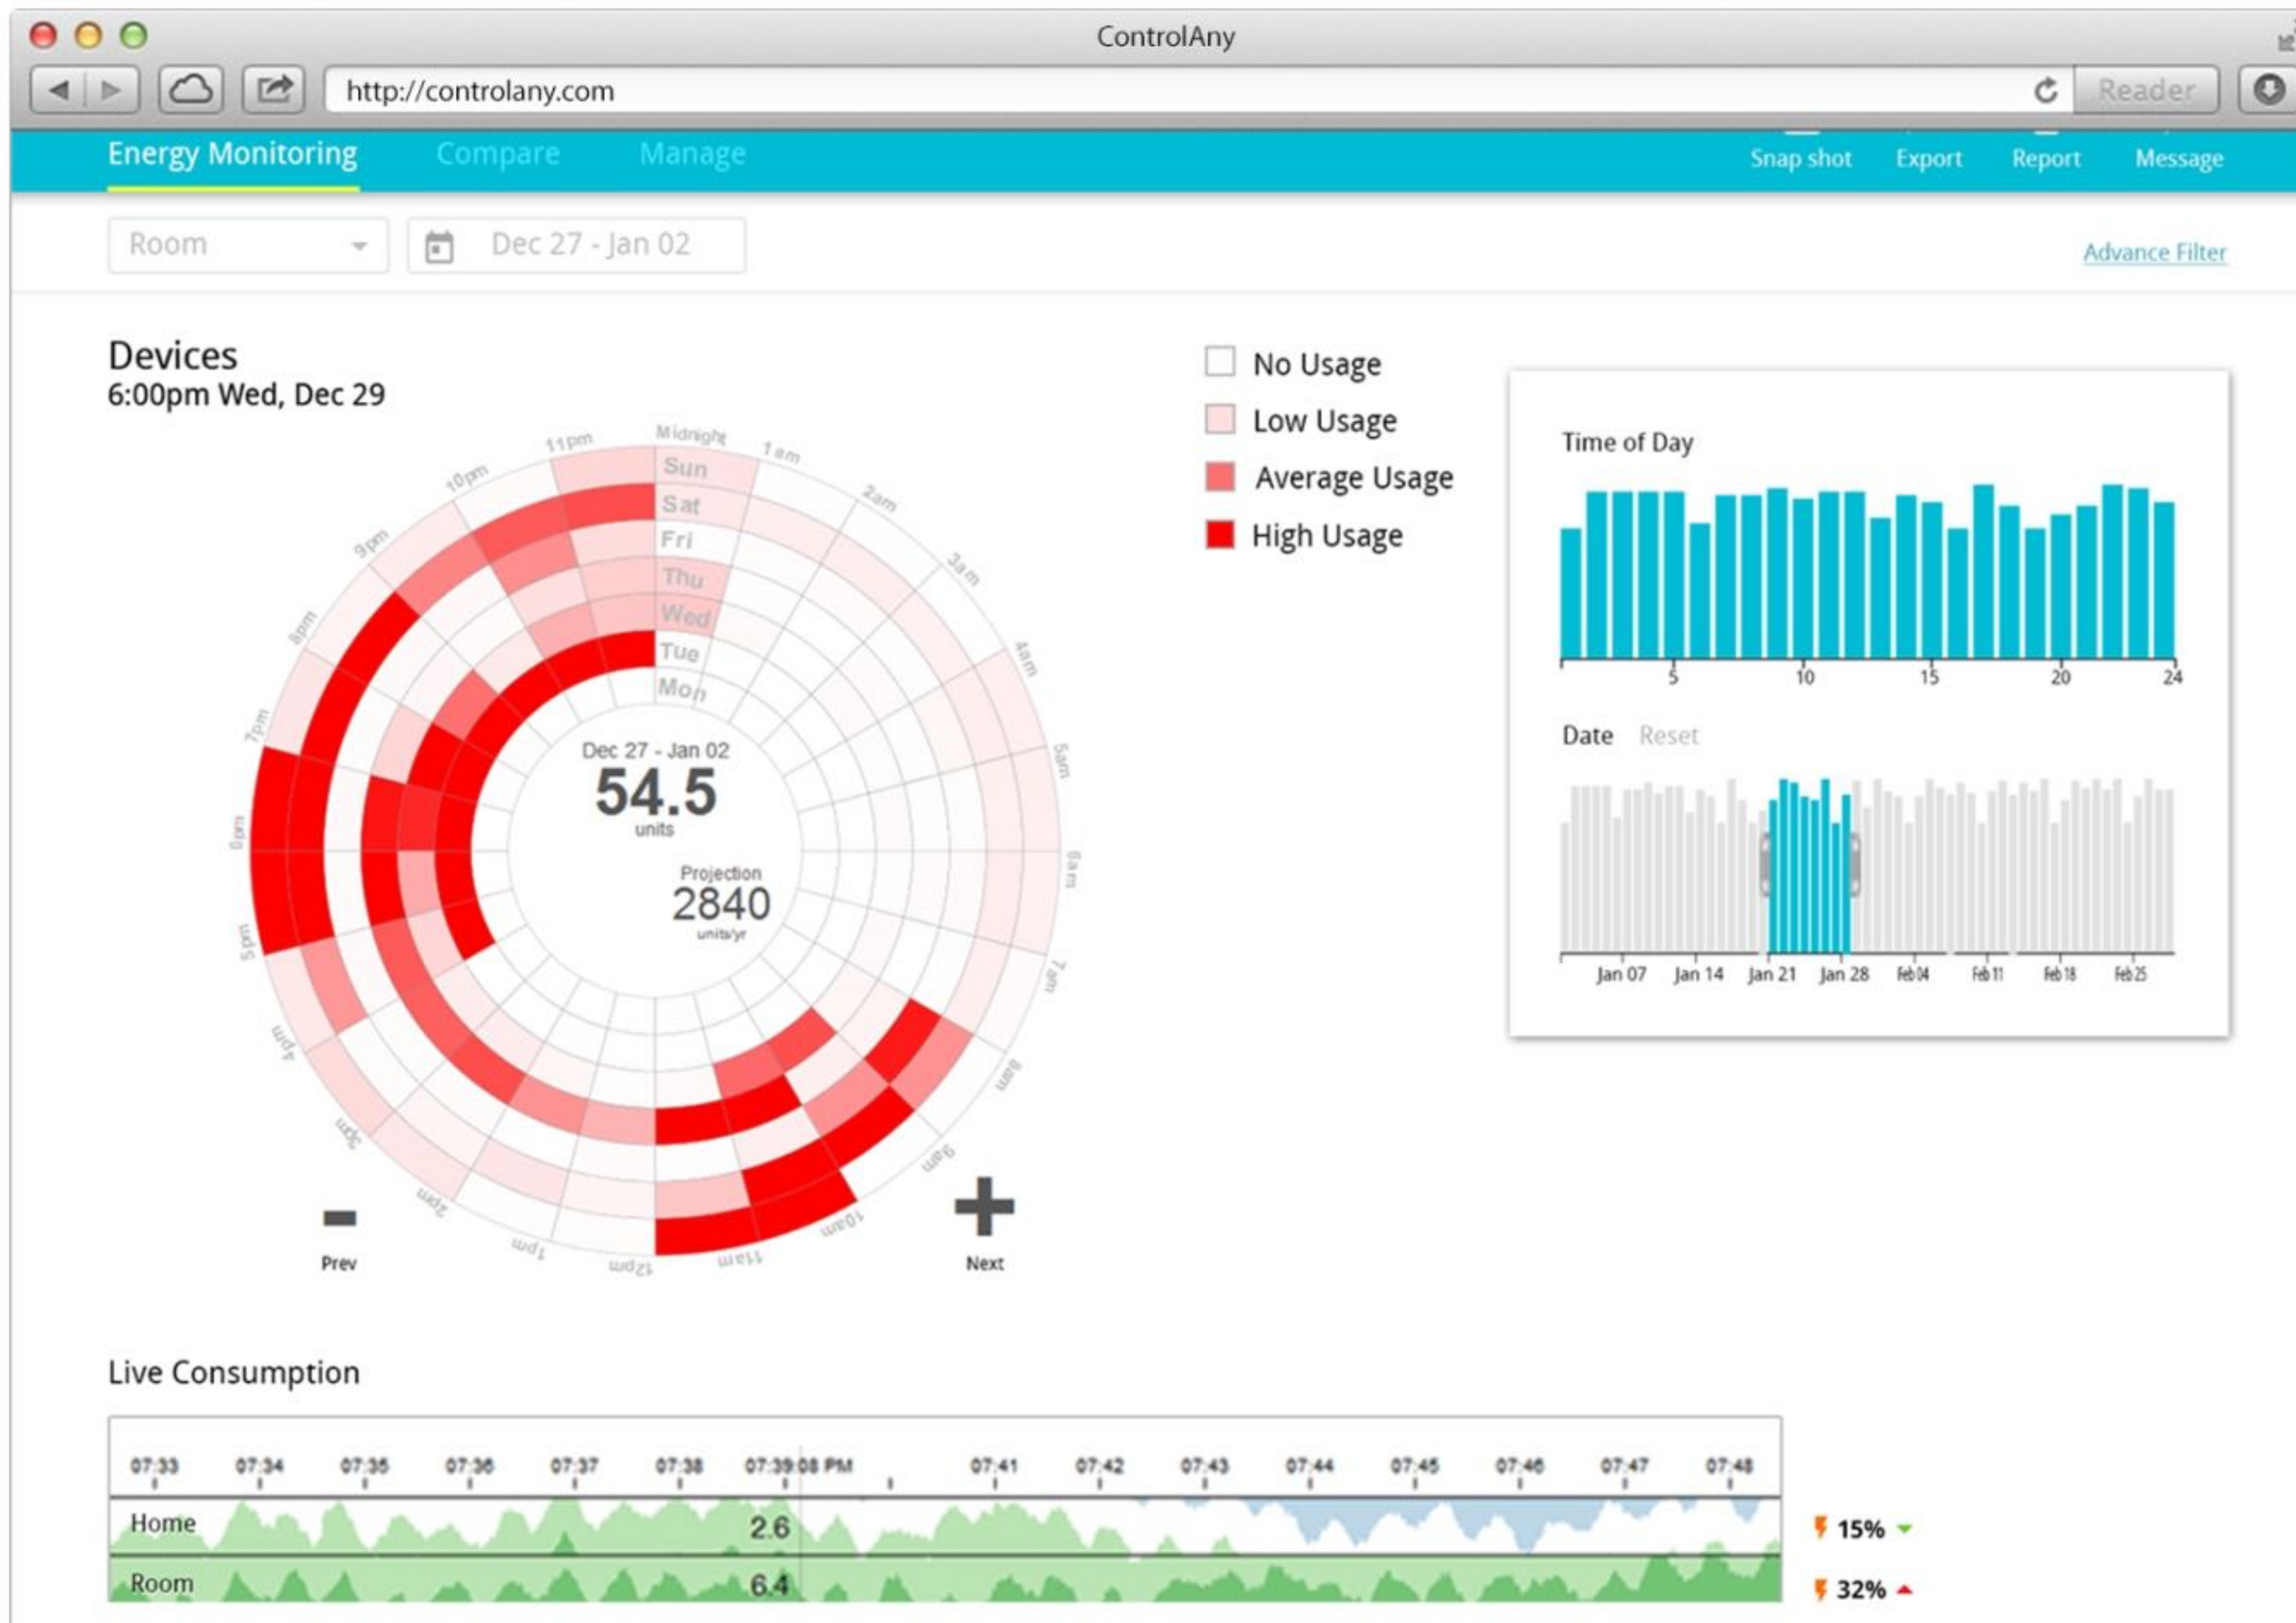 ControlAny
http://controlany.com
Reader
Energy Monitoring
Compare
Manage
Snap shot
Export
Report
Message
Room
Dec 27 - Jan 02
Advance Filter
Devices
6:00pm Wed, Dec 29
No Usage
Low Usage
Average Usage
High Usage
Midnight
1am
2am
3am
4am
5am
6am
7am
8am
9am
10am
11am
12pm
1pm
2pm
3pm
4pm
5pm
6pm
7pm
8pm
9pm
10pm
11pm
Sun
Sat
Fri
Thu
Wed
Tue
Mon
Dec 27 - Jan 02
54.5
units
Projection
2840
units/yr
-
Prev
+
Next
Time of Day
5 10 15 20 24
Date Reset
Jan 07 Jan 14 Jan 21 Jan 28 Feb 04 Feb 11 Feb 18 Feb 25
Live Consumption
07:33 07:34 07:35 07:36 07:37 07:38 07:39:08 PM 07:41 07:42 07:43 07:44 07:45 07:46 07:47 07:48
Home 2.6 15%
Room 6.4 32%